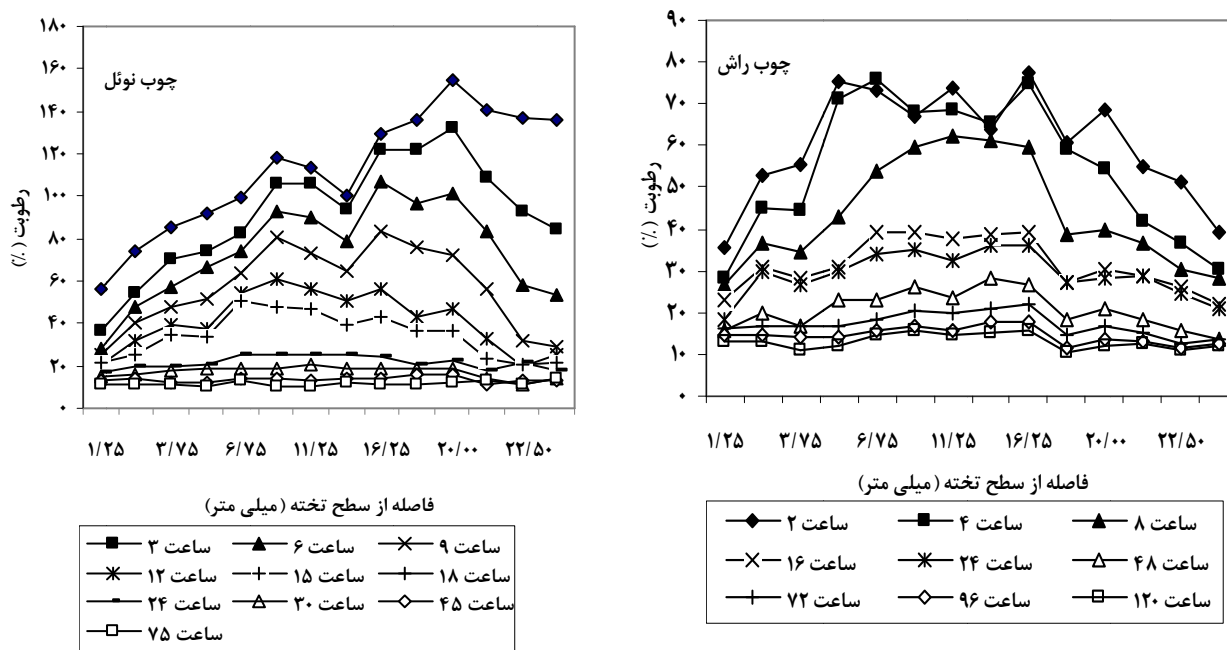 چوب نوئل
رطوبت (٪)
۱۸۰
۱۶۰
۱۴۰
۱۲۰
۱۰۰
۸۰
۶۰
۴۰
۲۰
۰
۱/۲۵ ۳/۷۵ ۶/۷۵ ۱۱/۲۵ ۱۶/۲۵ ۲۰/۰۰ ۲۲/۵۰
فاصله از سطح تخته (میلی متر)
۳ ساعت ۶ ساعت ۹ ساعت
۱۲ ساعت ۱۵ ساعت ۱۸ ساعت
۲۴ ساعت ۳۰ ساعت ۴۵ ساعت
۷۵ ساعت
چوب راش
رطوبت (٪)
۹۰
۸۰
۷۰
۶۰
۵۰
۴۰
۳۰
۲۰
۱۰
۰
۱/۲۵ ۳/۷۵ ۶/۷۵ ۱۱/۲۵ ۱۶/۲۵ ۲۰/۰۰ ۲۲/۵۰
فاصله از سطح تخته (میلی متر)
۲ ساعت ۴ ساعت ۸ ساعت
۱۶ ساعت ۲۴ ساعت ۴۸ ساعت
۷۲ ساعت ۹۶ ساعت ۱۲۰ ساعت